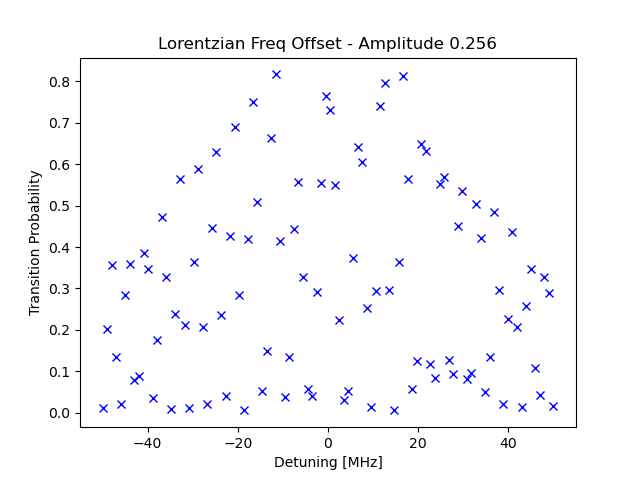 Lorentzian Freq Offset - Amplitude 0.256
Transition Probability
0.8
0.7
0.6
0.5
0.4
0.3
0.2
0.1
0.0
−40 −20 0 20 40
Detuning [MHz]